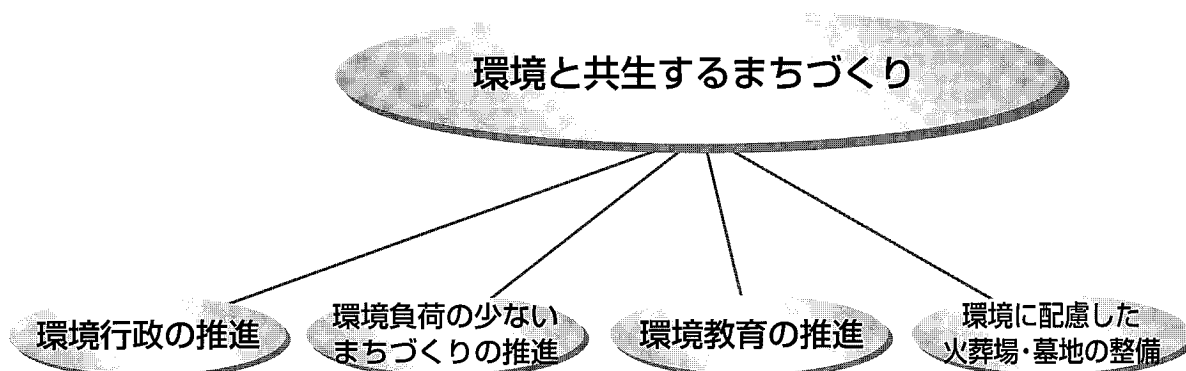 環境と共生するまちづくり
環境行政の推進
環境負荷の少ない
まちづくりの推進
環境教育の推進
環境に配慮した
火葬場・墓地の整備